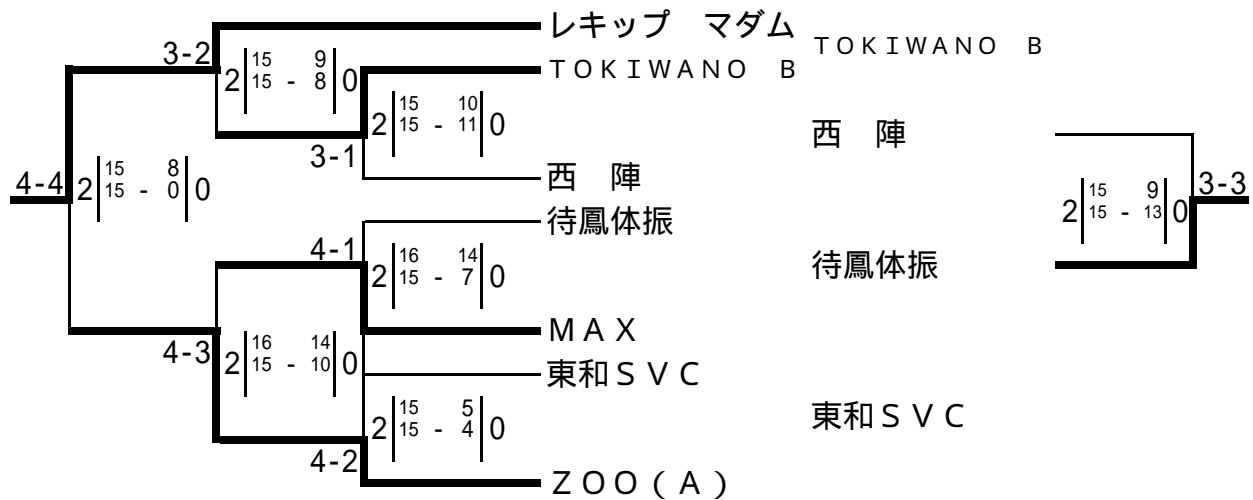 レキップ　マダム
3-2
2 15 - 9 0
15 - 8
ＴＯＫＩＷＡＮＯ　Ｂ
2 15 - 10 0
15 - 11
3-1
西　陣
4-4
2 15 - 8 0
15 - 0
待鳳体振
4-1
2 16 - 14 0
15 - 7
ＭＡＸ
4-3
2 16 - 14 0
15 - 10
東和ＳＶＣ
2 15 - 5 0
15 - 4
4-2
ＺＯＯ（Ａ）
ＴＯＫＩＷＡＮＯ　Ｂ
西　陣
3-3
2 15 - 9 0
15 - 13
待鳳体振
東和ＳＶＣ